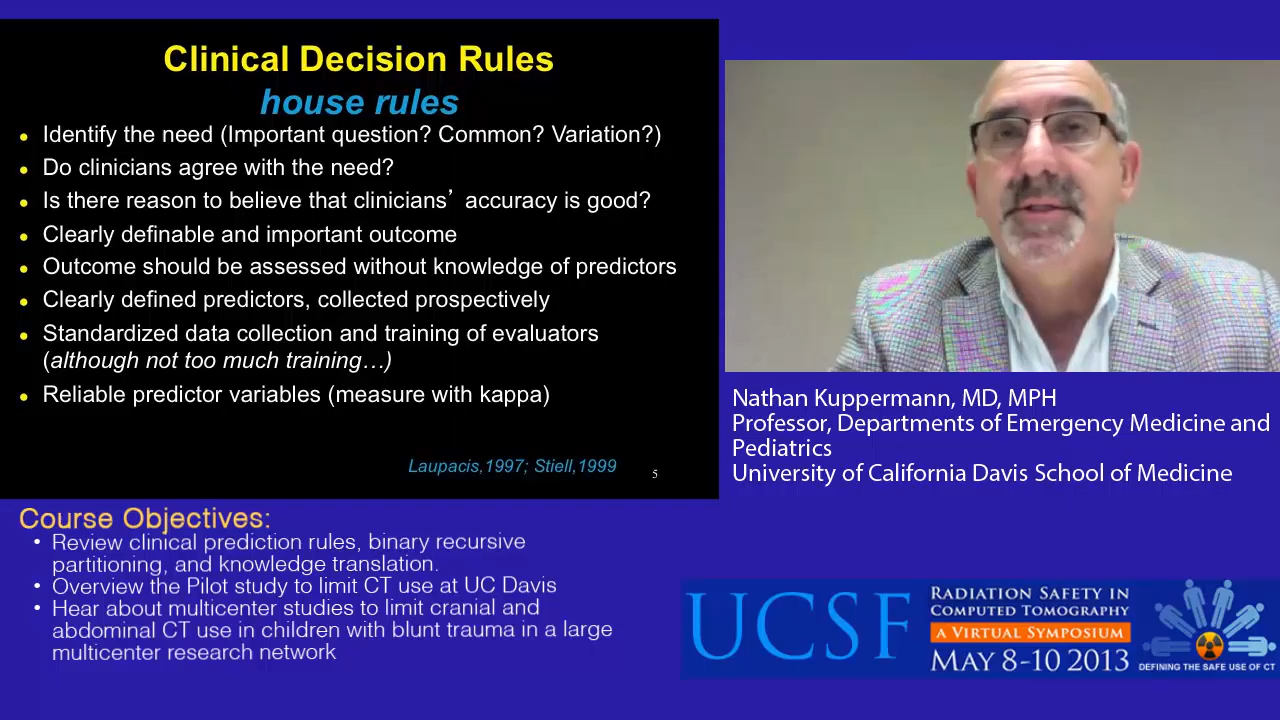 Clinical Decision Rules
house rules
• Identify the need (Important question? Common? Variation?)
• Do clinicians agree with the need?
• Is there reason to believe that clinicians’ accuracy is good?
• Clearly definable and important outcome
• Outcome should be assessed without knowledge of predictors
• Clearly defined predictors, collected prospectively
• Standardized data collection and training of evaluators
(although not too much training…)
• Reliable predictor variables (measure with kappa)
Laupacis,1997; Stiell,1999
5
Nathan Kuppermann, MD, MPH
Professor, Departments of Emergency Medicine and
Pediatrics
University of California Davis School of Medicine
Course Objectives:
• Review clinical prediction rules, binary recursive
partitioning, and knowledge translation.
• Overview the Pilot study to limit CT use at UC Davis
• Hear about multicenter studies to limit cranial and
abdominal CT use in children with blunt trauma in a large
multicenter research network
UCSF
RADIATION SAFETY IN
COMPUTED TOMOGRAPHY
A VIRTUAL SYMPOSIUM
MAY 8-10 2013
DEFINING THE SAFE USE OF CT